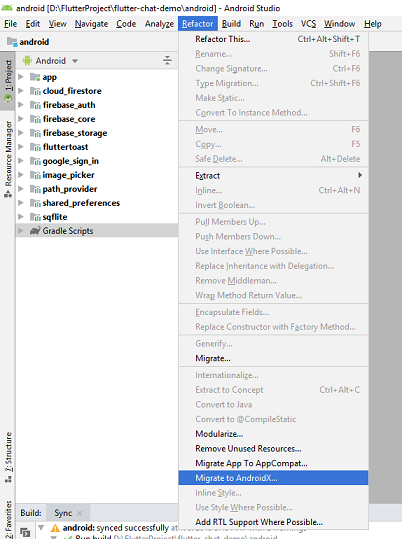 android [D:\FlutterProject\flutter-chat-demo\android] - Android Studio
File Edit View Navigate Code Analyze Refactor Build Run Tools VCS Window Help
android
1: Project
Resource Manager
7: Structure
2: Favorites
Android
app
cloud_firestore
firebase_auth
firebase_core
firebase_storage
fluttertoast
google_sign_in
image_picker
path_provider
shared_preferences
sqflite
Gradle Scripts
Refactor This... Ctrl+Alt+Shift+T
Rename... Shift+F6
Change Signature... Ctrl+F6
Type Migration... Ctrl+Shift+F6
Make Static...
Convert To Instance Method...
Move... F6
Copy... F5
Safe Delete... Alt+Delete
Extract
Inline... Ctrl+Alt+N
Invert Boolean...
Pull Members Up...
Push Members Down...
Use Interface Where Possible...
Replace Inheritance with Delegation...
Remove Middleman...
Wrap Method Return Value...
Encapsulate Fields...
Replace Constructor with Factory Method...
Generify...
Migrate...
Internationalize...
Extract to Concept Ctrl+Alt+C
Convert to Java
Convert to @CompileStatic
Modularize...
Remove Unused Resources...
Migrate App To AppCompat...
Migrate to AndroidX...
Inline Style...
Use Style Where Possible...
Add RTL Support Where Possible...
Build: Sync
android: synced successfully
Run build D:\FlutterProject\flutter-chat-demo\android